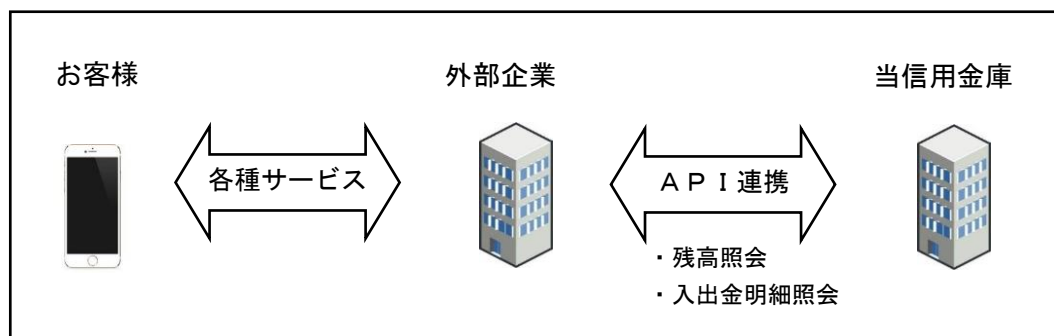 お客様
外部企業
当信用金庫
各種サービス
ＡＰＩ連携
・残高照会
・入出金明細照会